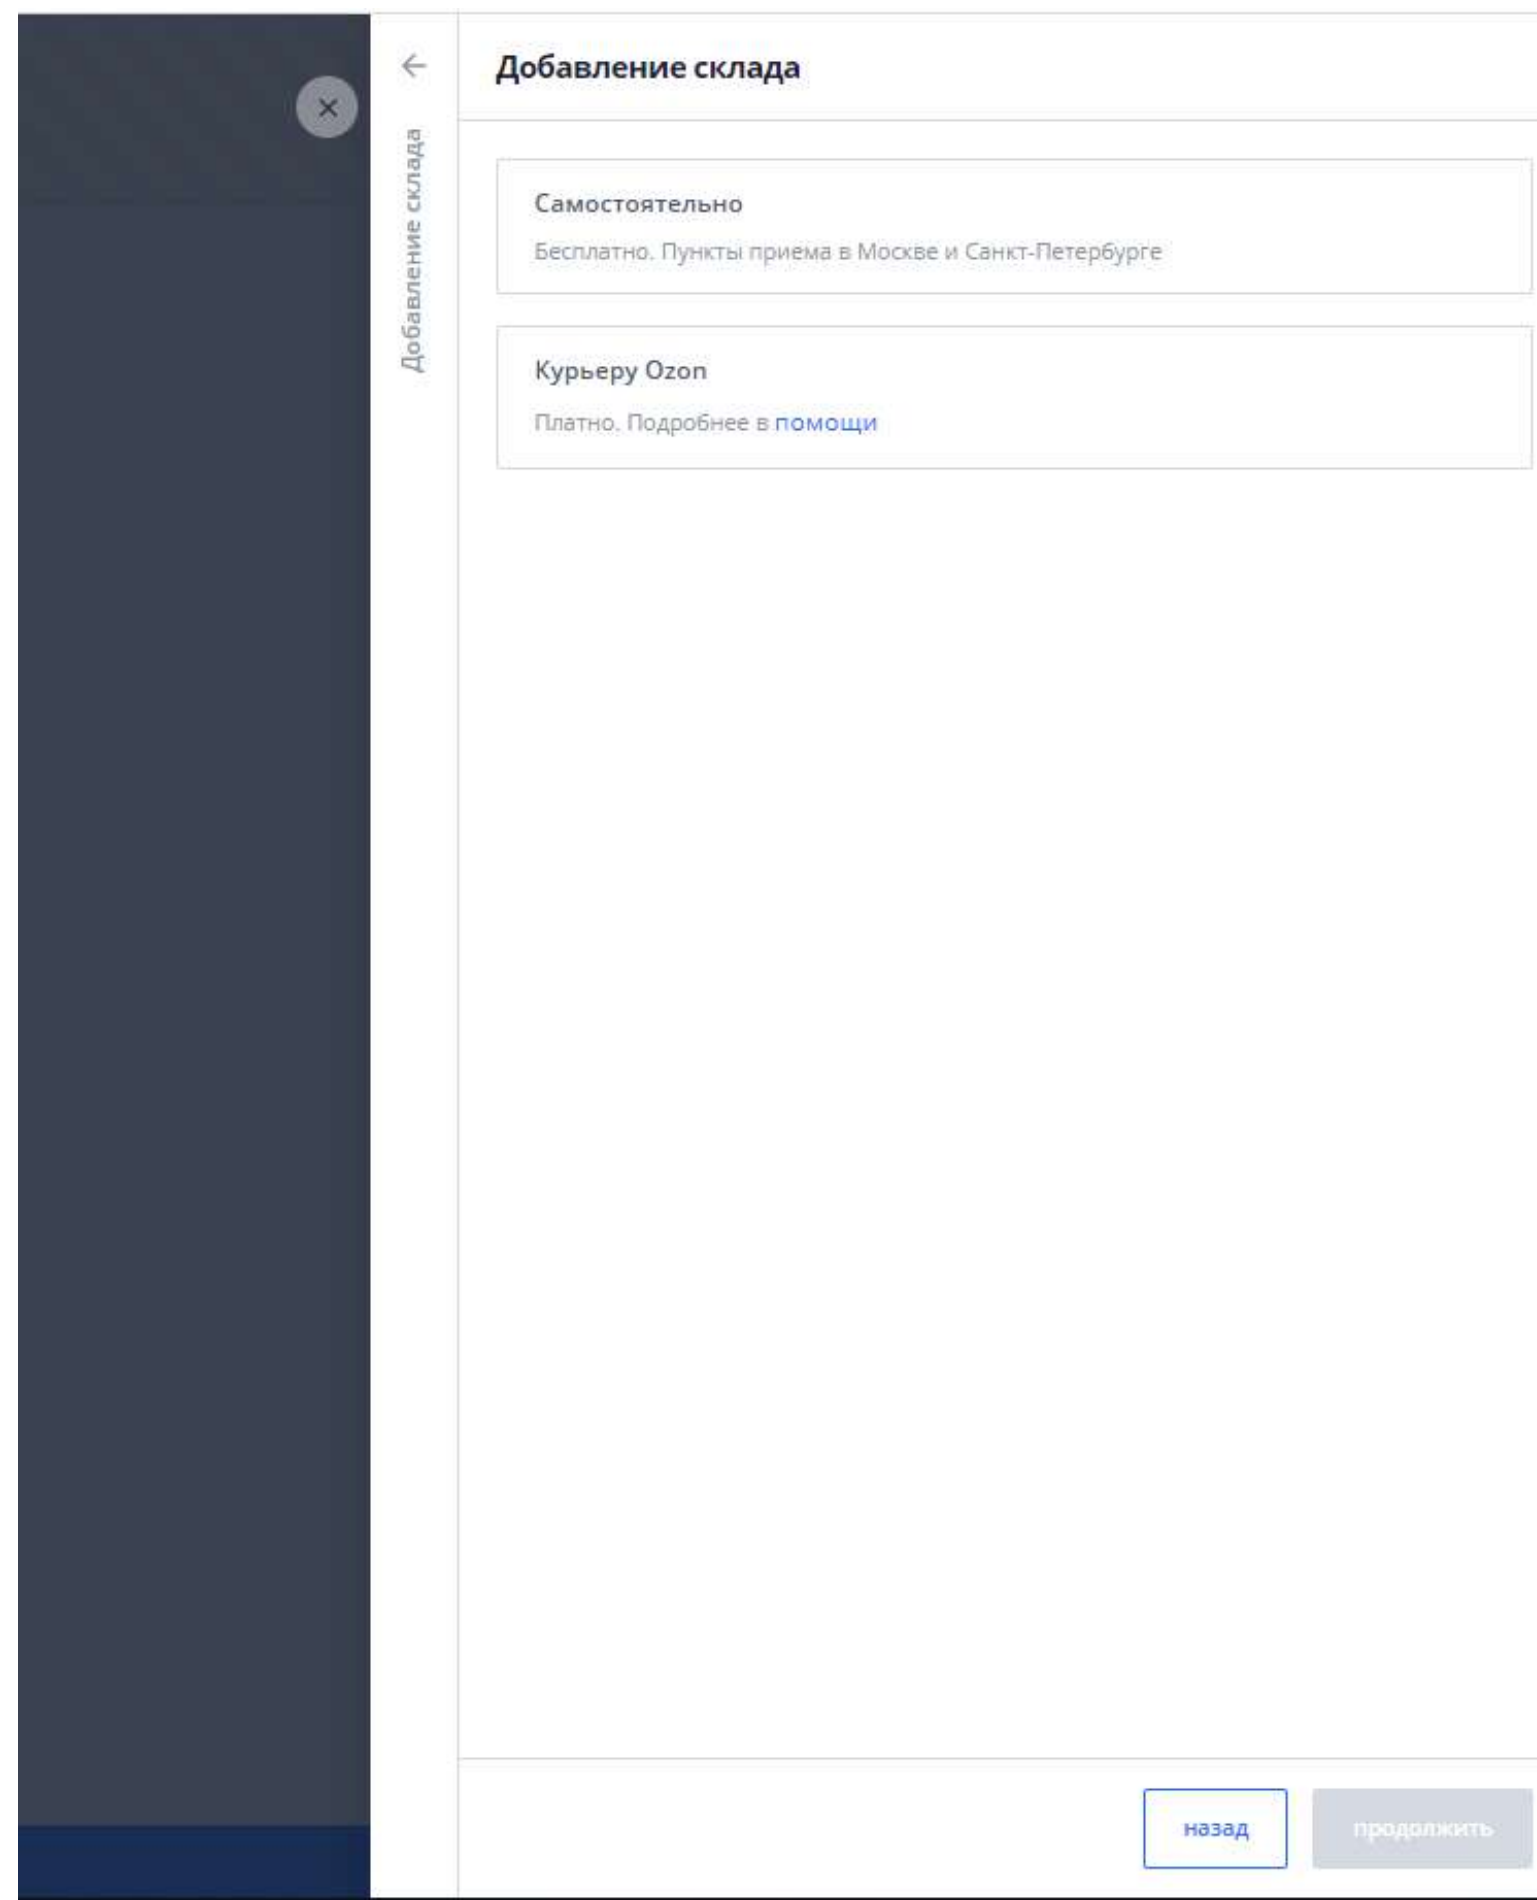 Добавление склада
Добавление склада
Самостоятельно
Бесплатно. Пункты приема в Москве и Санкт-Петербурге
Курьеру Ozon
Платно. Подробнее в помощи
назад
продолжить